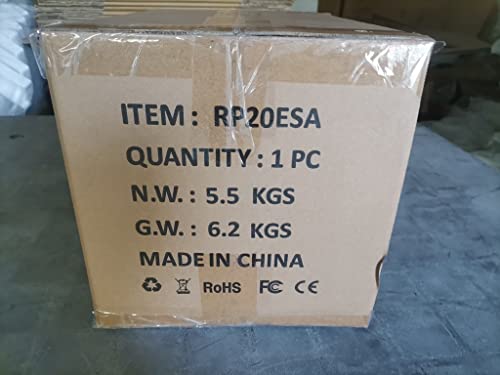 ITEM : RP20ESA
QUANTITY : 1 PC
N.W. : 5.5 KGS
G.W. : 6.2 KGS
MADE IN CHINA
RoHS FC CE